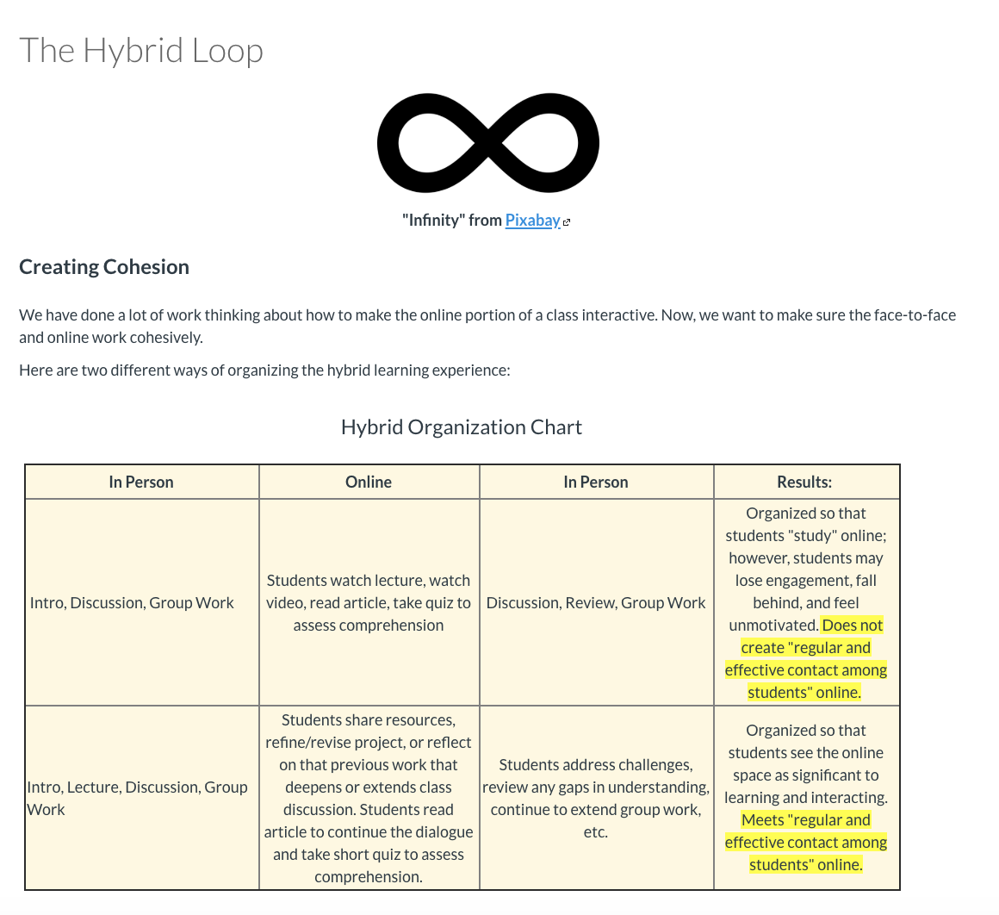 The Hybrid Loop
"Infinity" from Pixabay
Creating Cohesion
We have done a lot of work thinking about how to make the online portion of a class interactive. Now, we want to make sure the face-to-face
and online work cohesively.
Here are two different ways of organizing the hybrid learning experience:
Hybrid Organization Chart
In Person
Online
In Person
Results:
Intro, Discussion, Group Work
Students watch lecture, watch
video, read article, take quiz to
assess comprehension
Discussion, Review, Group Work
Organized so that
students "study" online;
however, students may
lose engagement, fall
behind, and feel
unmotivated. Does not
create "regular and
effective contact among
students" online.
Intro, Lecture, Discussion, Group
Work
Students share resources,
refine/revise project, or reflect
on that previous work that
deepens or extends class
discussion. Students read
article to continue the dialogue
and take short quiz to assess
comprehension.
Students address challenges,
review any gaps in understanding,
continue to extend group work,
etc.
Organized so that
students see the online
space as significant to
learning and interacting.
Meets "regular and
effective contact among
students" online.